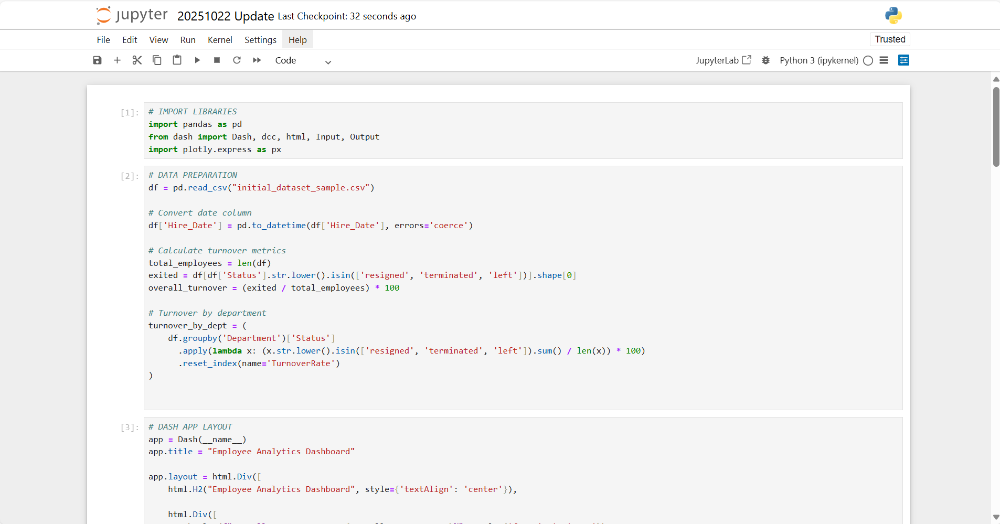 jupyter 20251022 Update Last Checkpoint: 32 seconds ago
File Edit View Run Kernel Settings Help Trusted
Code JupyterLab Python 3 (ipykernel)
[1]: # IMPORT LIBRARIES
import pandas as pd
from dash import Dash, dcc, html, Input, Output
import plotly.express as px
[2]: # DATA PREPARATION
df = pd.read_csv("initial_dataset_sample.csv")
# Convert date column
df['Hire_Date'] = pd.to_datetime(df['Hire_Date'], errors='coerce')
# Calculate turnover metrics
total_employees = len(df)
exited = df[df['Status'].str.lower().isin(['resigned', 'terminated', 'left'])].shape[0]
overall_turnover = (exited / total_employees) * 100
# Turnover by department
turnover_by_dept = (
    df.groupby('Department')['Status']
      .apply(lambda x: (x.str.lower().isin(['resigned', 'terminated', 'left']).sum() / len(x)) * 100)
      .reset_index(name='TurnoverRate')
)
[3]: # DASH APP LAYOUT
app = Dash(__name__)
app.title = "Employee Analytics Dashboard"
app.layout = html.Div([
    html.H2("Employee Analytics Dashboard", style={'textAlign': 'center'}),
    html.Div([